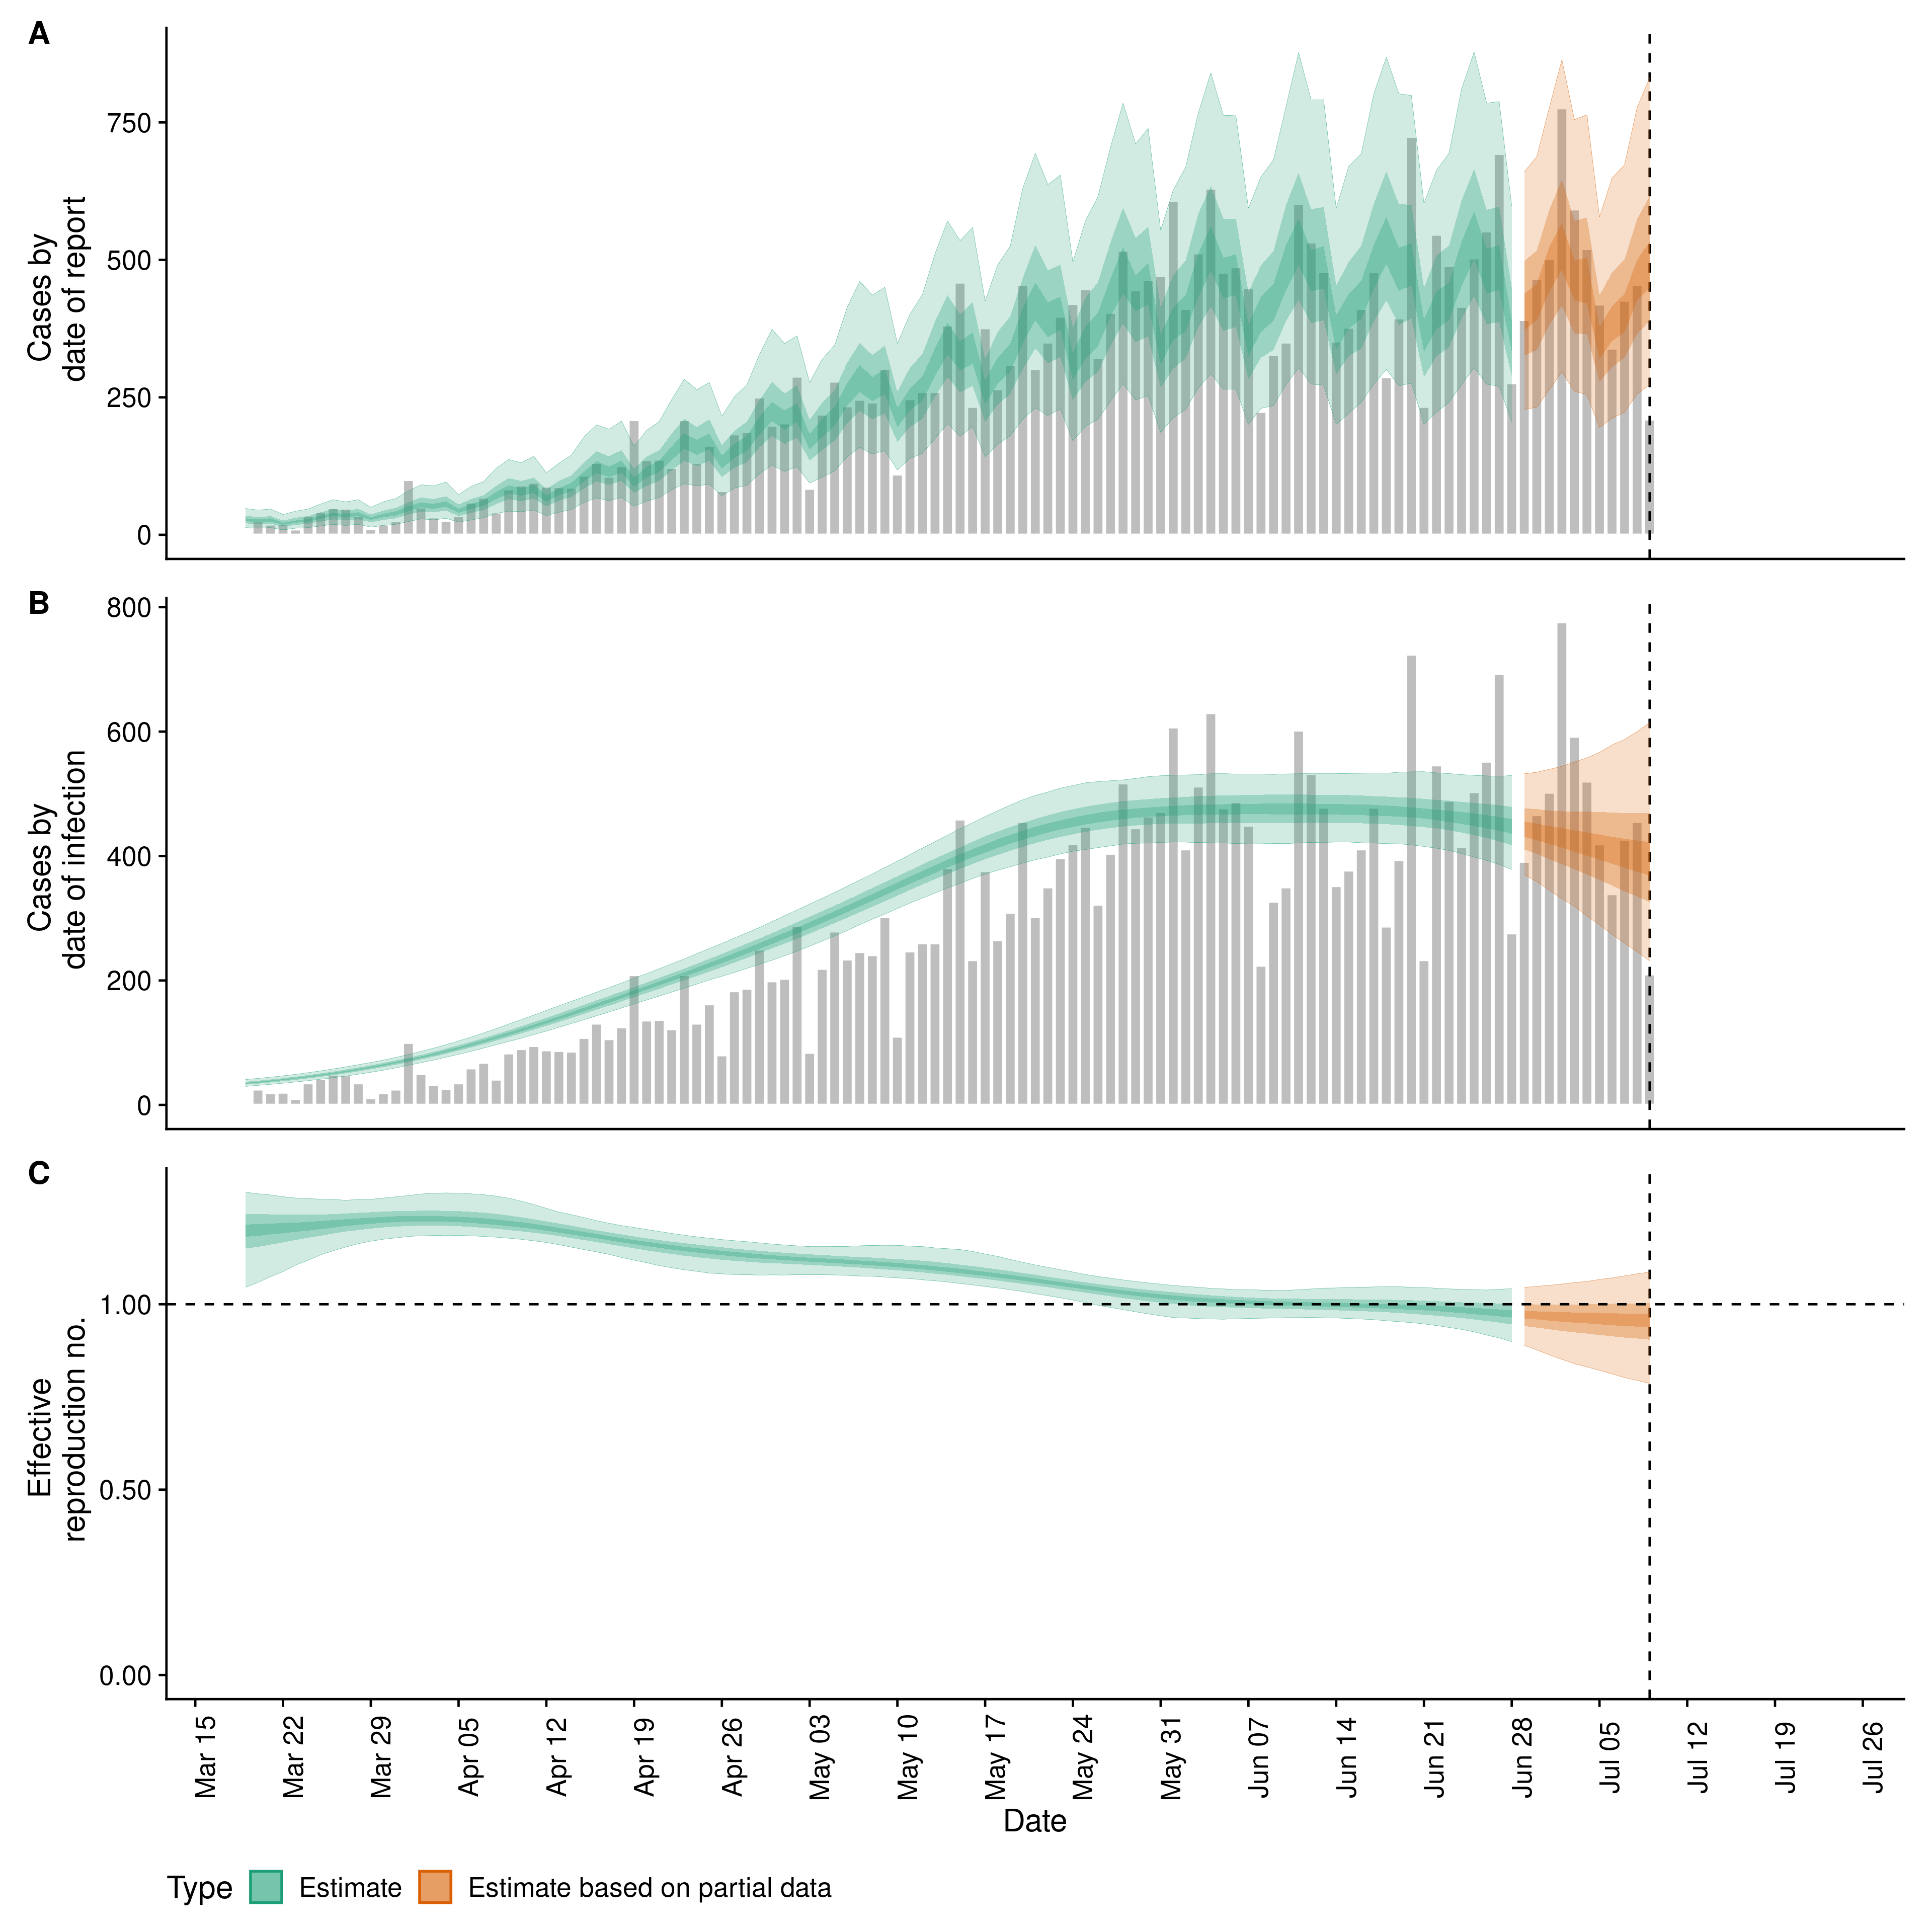 A
Cases by
date of report
750
500
250
0
B
Cases by
date of infection
800
600
400
200
0
C
Effective
reproduction no.
1.00
0.50
0.00
Mar 15
Mar 22
Mar 29
Apr 05
Apr 12
Apr 19
Apr 26
May 03
May 10
May 17
May 24
May 31
Jun 07
Jun 14
Jun 21
Jun 28
Jul 05
Jul 12
Jul 19
Jul 26
Date
Type Estimate Estimate based on partial data